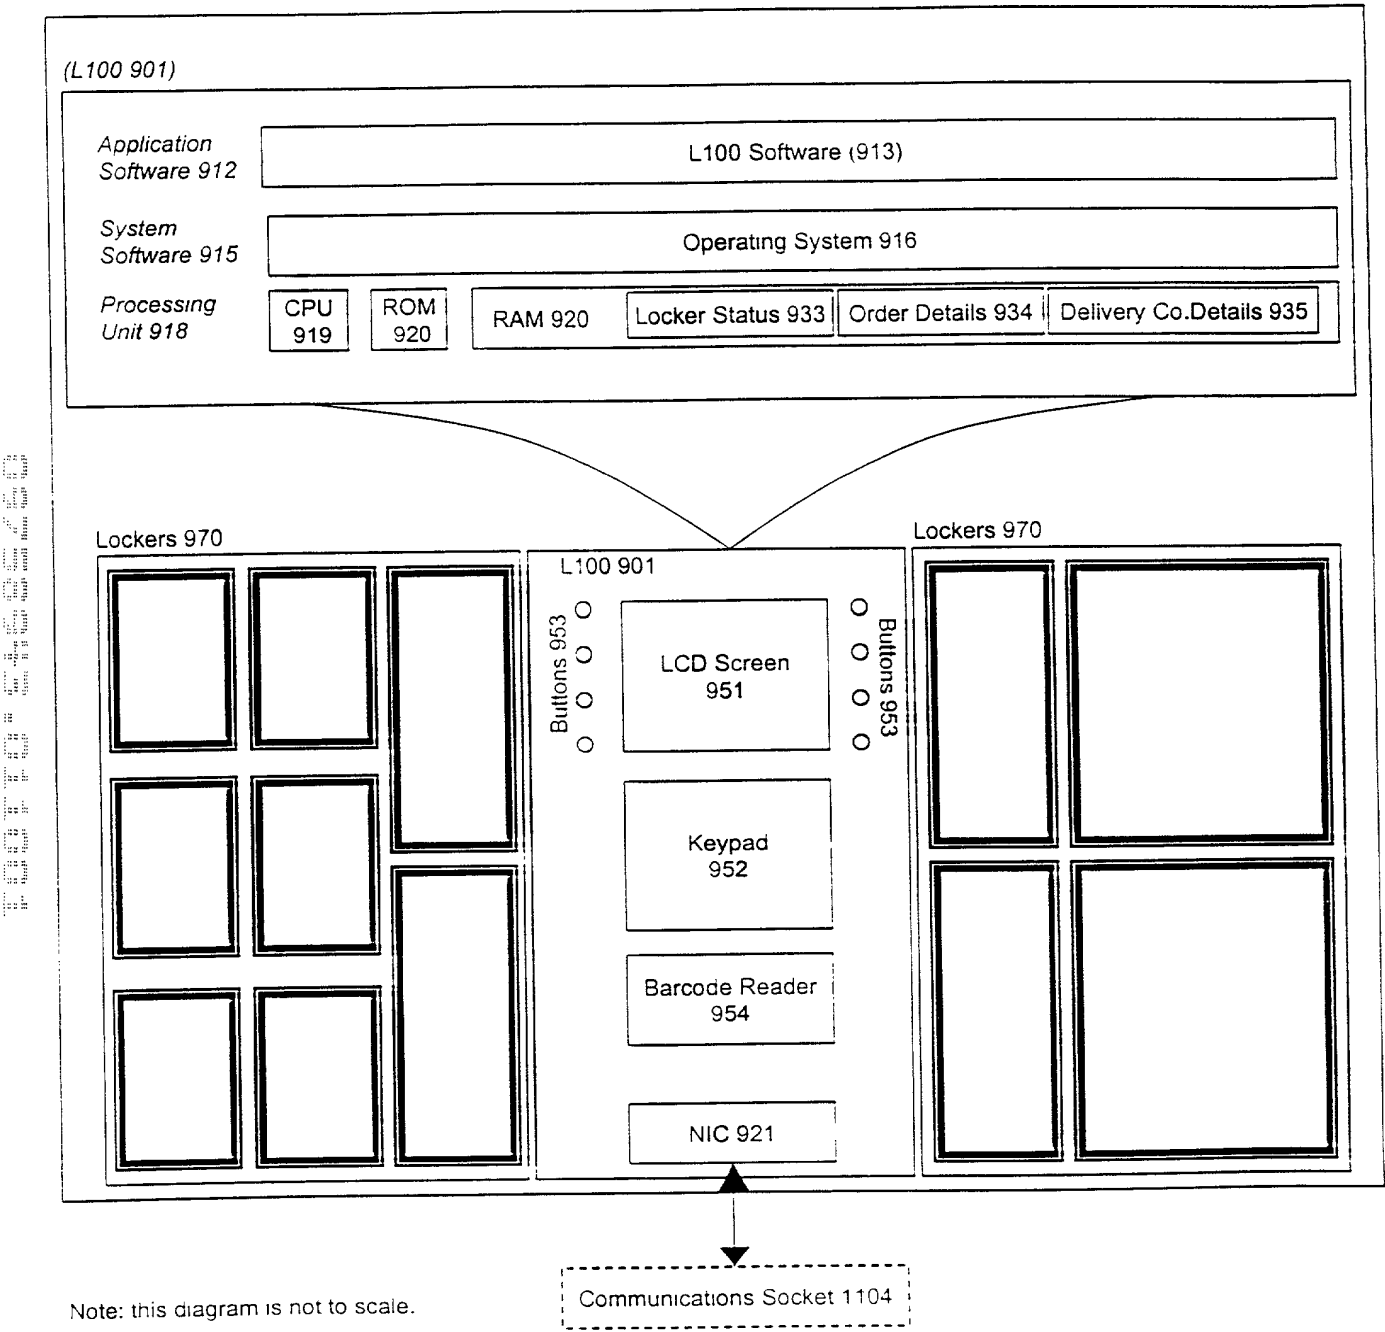 (L100 901)
Application
Software 912
L100 Software (913)
System
Software 915
Operating System 916
Processing
Unit 918
CPU
919
ROM
920
RAM 920
Locker Status 933
Order Details 934
Delivery Co.Details 935
Lockers 970
L100 901
Lockers 970
Buttons 953
LCD Screen
951
Buttons 953
Keypad
952
Barcode Reader
954
NIC 921
Communications Socket 1104
Note: this diagram is not to scale.